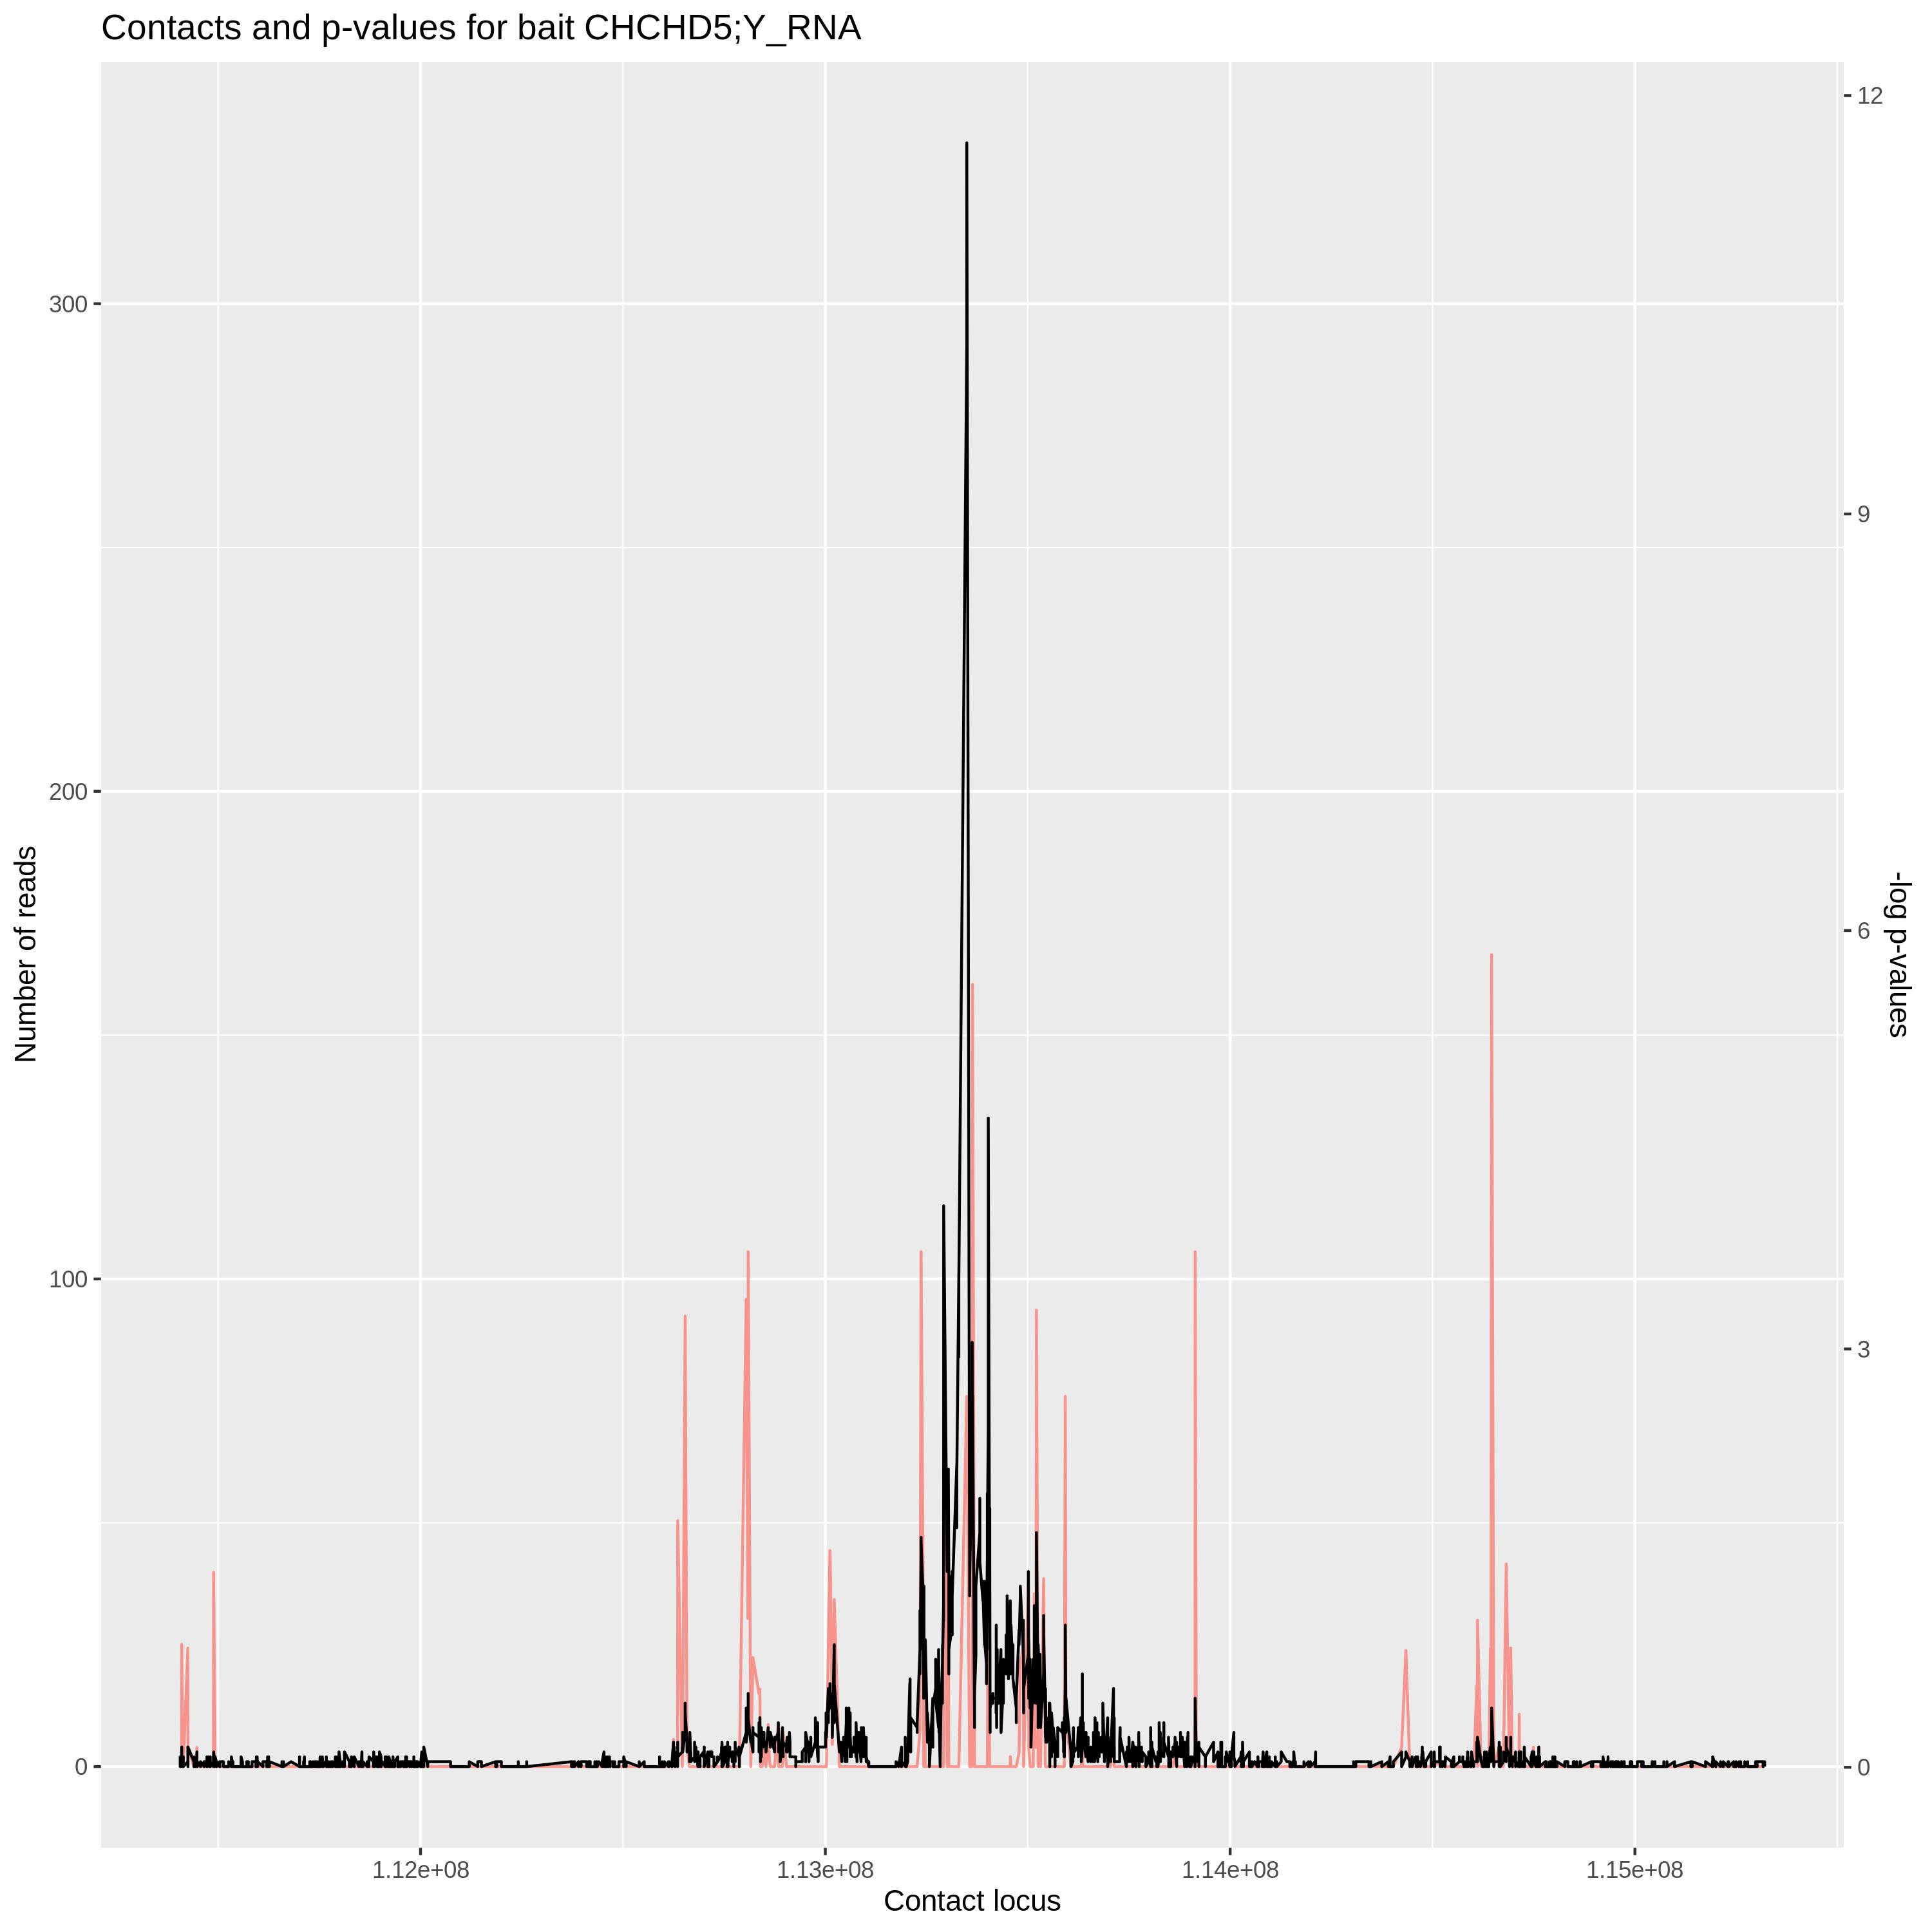 Contacts and p-values for bait CHCHD5;Y_RNA
12
300
9
200
Number of reads
-log p-values
6
100
3
0
0
1.12e+08
1.13e+08
1.14e+08
1.15e+08
Contact locus